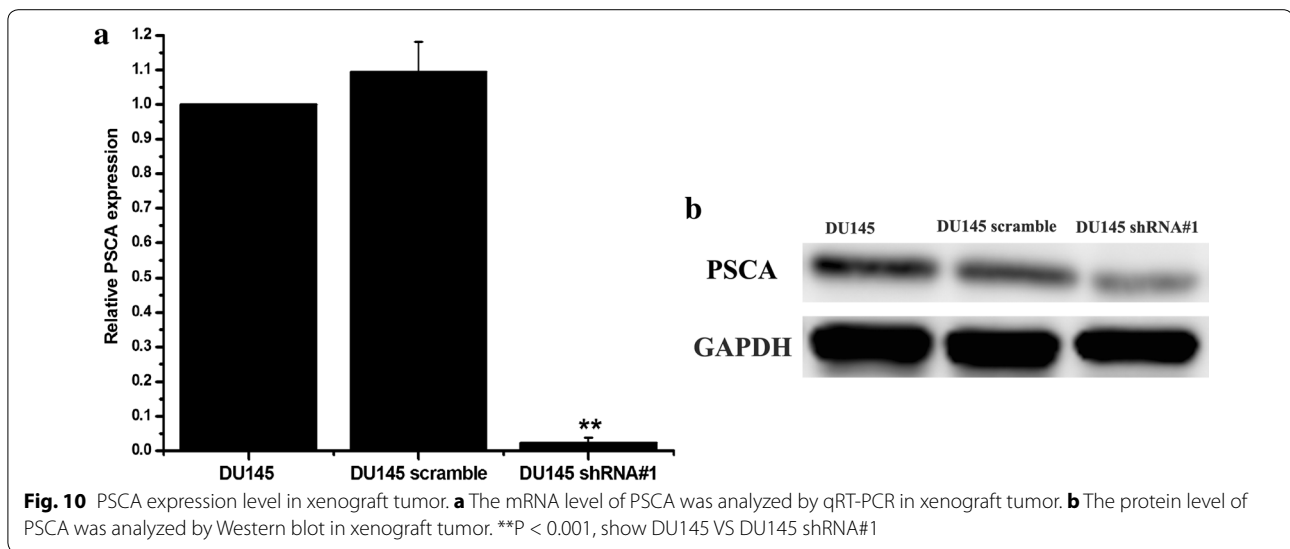 a
1.2
1.1
1.0
0.9
0.8
0.7
0.6
0.5
0.4
0.3
0.2
0.1
0.0
Relative PSCA expression
**
DU145
DU145 scramble
DU145 shRNA#1
b
DU145
DU145 scramble
DU145 shRNA#1
PSCA
GAPDH
Fig. 10 PSCA expression level in xenograft tumor. a The mRNA level of PSCA was analyzed by qRT-PCR in xenograft tumor. b The protein level of
PSCA was analyzed by Western blot in xenograft tumor. **P < 0.001, show DU145 VS DU145 shRNA#1